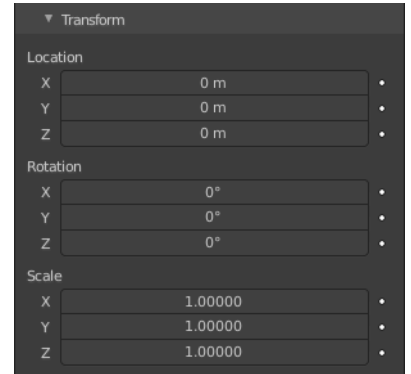 Transform
Location
X 0 m
Y 0 m
Z 0 m
Rotation
X 0°
Y 0°
Z 0°
Scale
X 1.00000
Y 1.00000
Z 1.00000